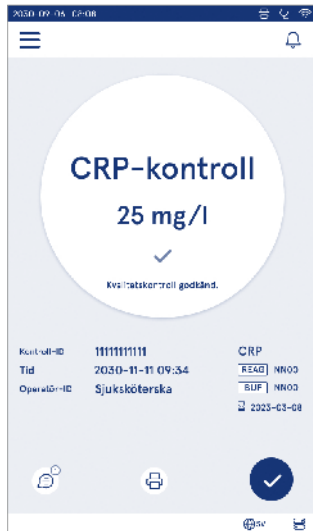 2030-09-06 08:08
CRP-kontroll
25 mg/l
Kvalitetskontroll godkänd.
Kontroll-ID 11111111111 CRP
Tid 2030-11-11 09:34 REAG NN00
Operatör-ID Sjuksköterska BUF NN00
2023-03-08
SV